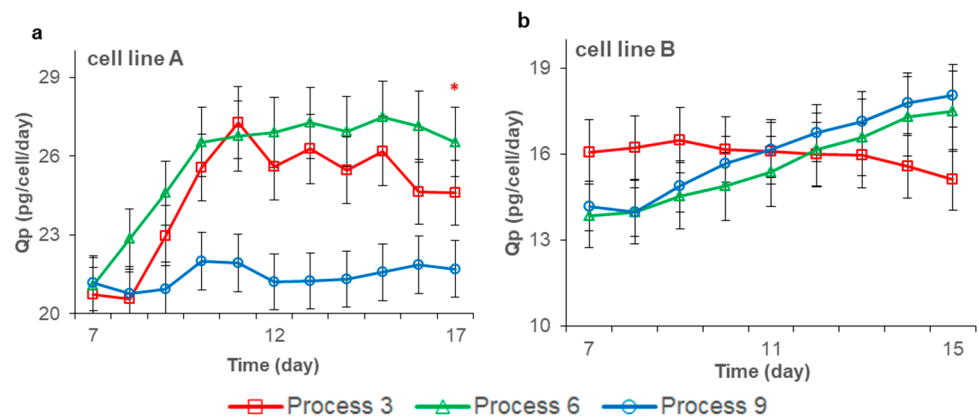 a
cell line A
29
26
23
20
Qp (pg/cell/day)
*
7
12
17
Time (day)
b
cell line B
19
16
13
10
Qp (pg/cell/day)
7
11
15
Time (day)
Process 3
Process 6
Process 9